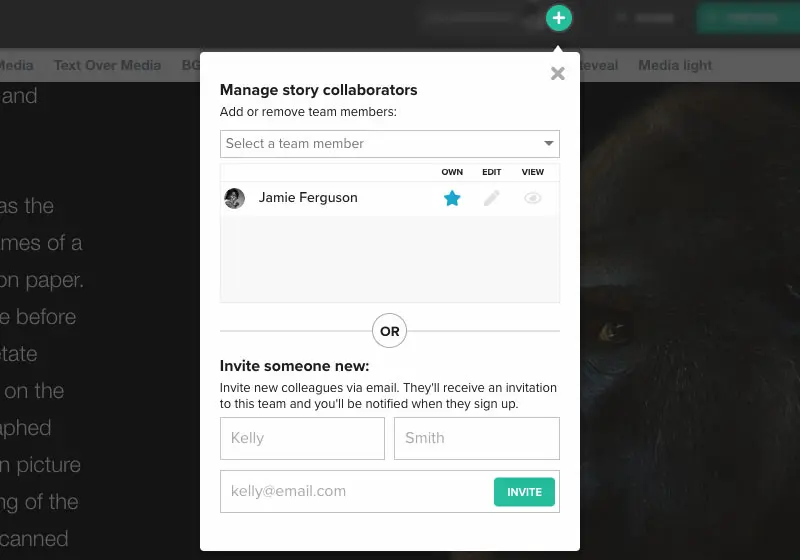 +
Media Text Over Media BG Reveal Media light
and
as the
mes of a
on paper.
e before
etate
on the
aphed
n picture
ng of the
canned
Manage story collaborators
Add or remove team members:
Select a team member
OWN EDIT VIEW
Jamie Ferguson
OR
Invite someone new:
Invite new colleagues via email. They'll receive an invitation
to this team and you'll be notified when they sign up.
Kelly Smith
kelly@email.com INVITE